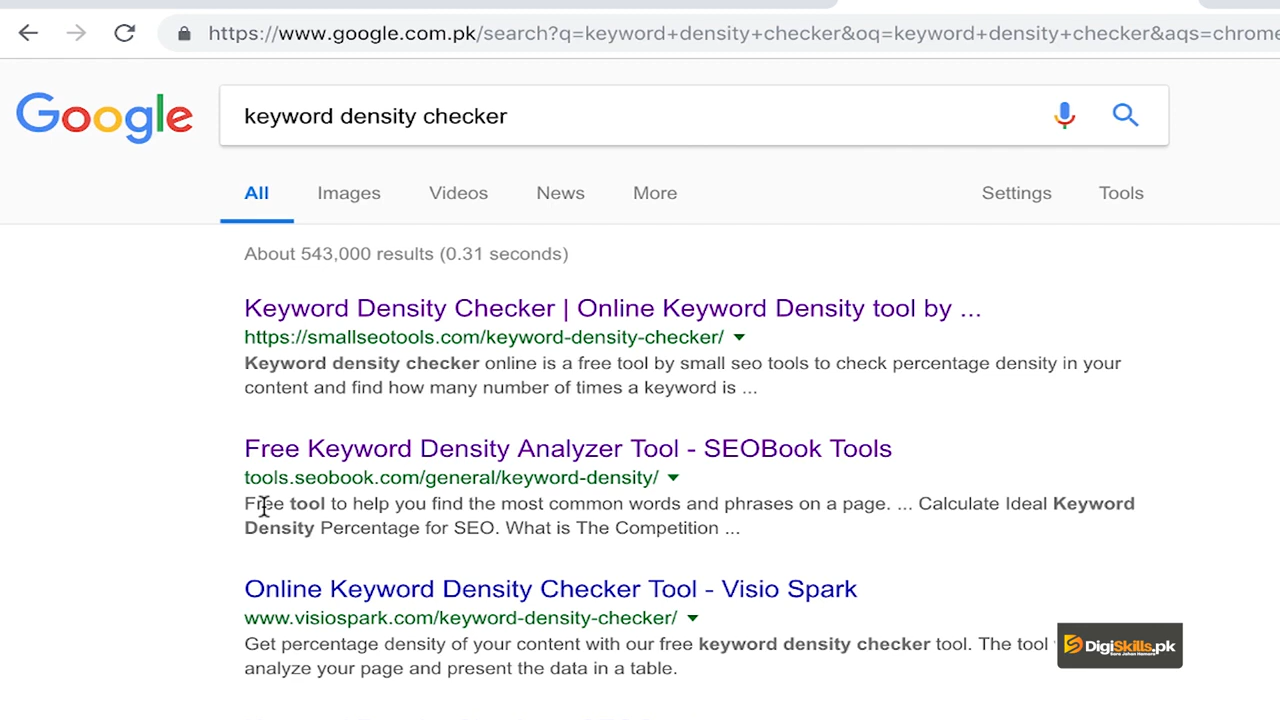 https://www.google.com.pk/search?q=keyword+density+checker&oq=keyword+density+checker&aqs=chrome
Google
keyword density checker
All Images Videos News More Settings Tools
About 543,000 results (0.31 seconds)
Keyword Density Checker | Online Keyword Density tool by ...
https://smallseotools.com/keyword-density-checker/
Keyword density checker online is a free tool by small seo tools to check percentage density in your
content and find how many number of times a keyword is ...
Free Keyword Density Analyzer Tool - SEOBook Tools
tools.seobook.com/general/keyword-density/
Free tool to help you find the most common words and phrases on a page. ... Calculate Ideal Keyword
Density Percentage for SEO. What is The Competition ...
Online Keyword Density Checker Tool - Visio Spark
www.visiospark.com/keyword-density-checker/
Get percentage density of your content with our free keyword density checker tool. The tool
analyze your page and present the data in a table.
DigiSkills.pk